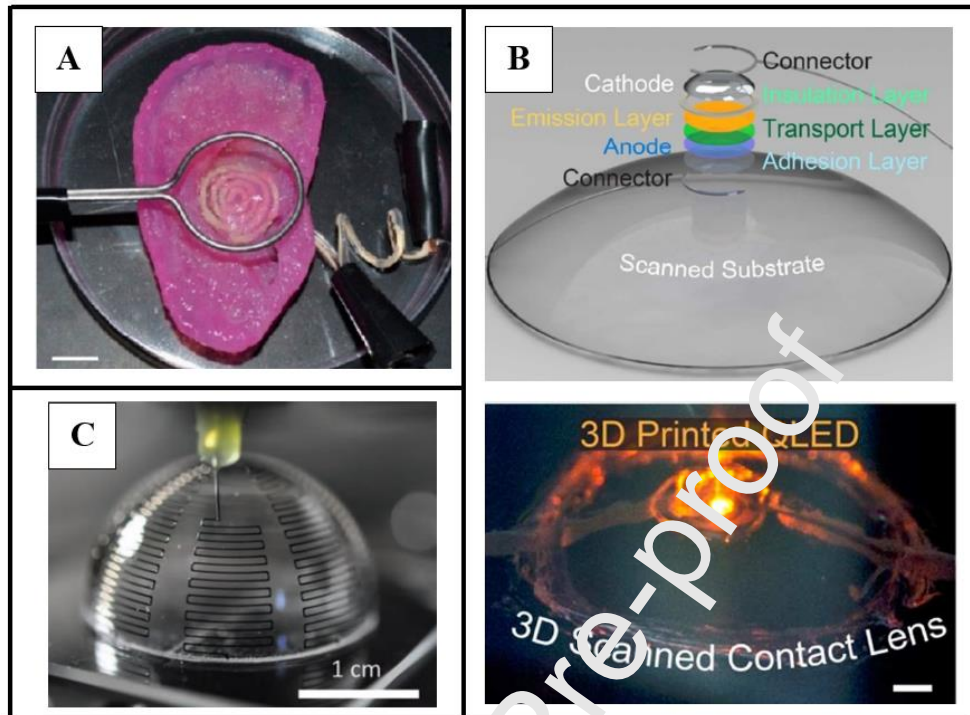 A
B
Connector
Cathode
Insulation Layer
Emission Layer
Transport Layer
Anode
Adhesion Layer
Connector
Scanned Substrate
C
1 cm
3D Printed QLED
3D Scanned Contact Lens
Pre-proof